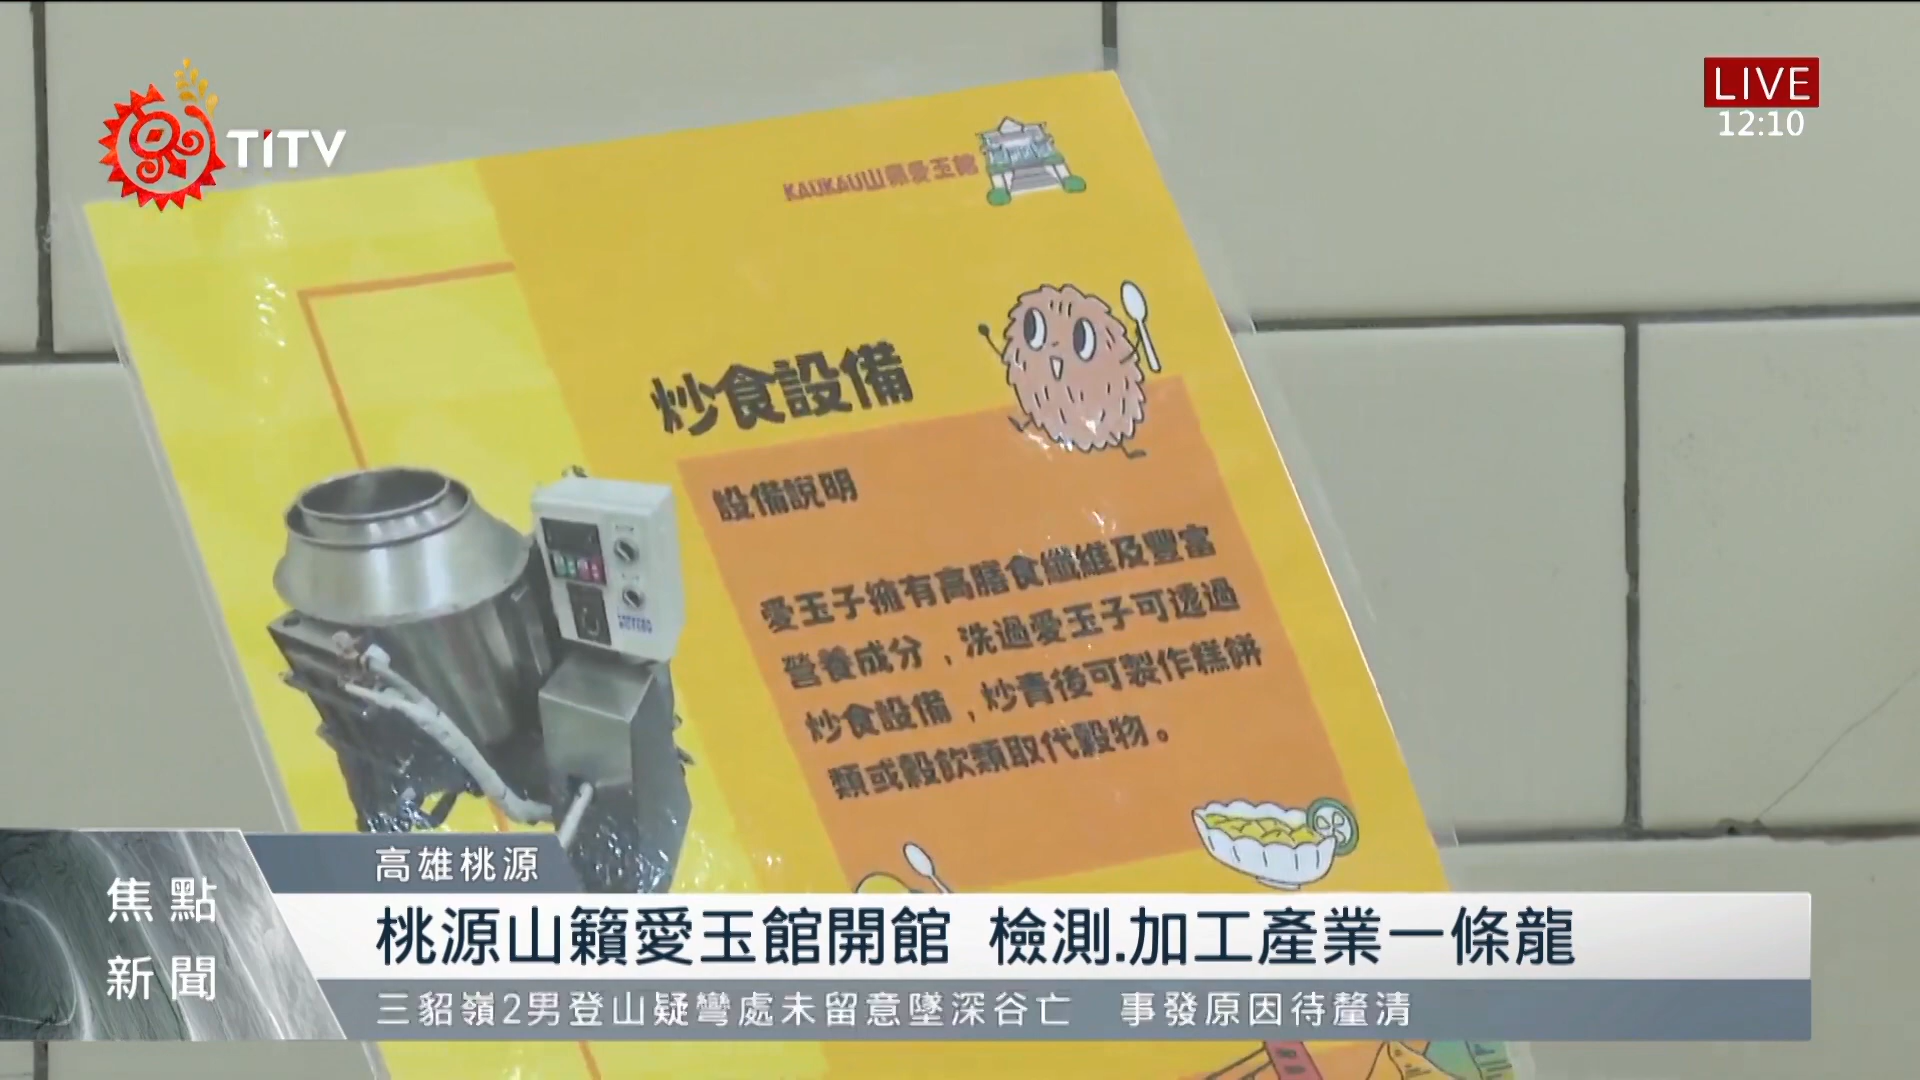 TiTV
LIVE
12:10
KAUKAU山籟愛玉館
炒食設備
設備說明
愛玉子擁有高膳食纖維及豐富
營養成分，洗過愛玉子可透過
炒食設備，炒青後可製作糕餅
類或穀飲類取代穀物。
焦點
新聞
高雄桃源
桃源山籟愛玉館開館 檢測.加工產業一條龍
三貂嶺2男登山疑彎處未留意墜深谷亡 事發原因待釐清